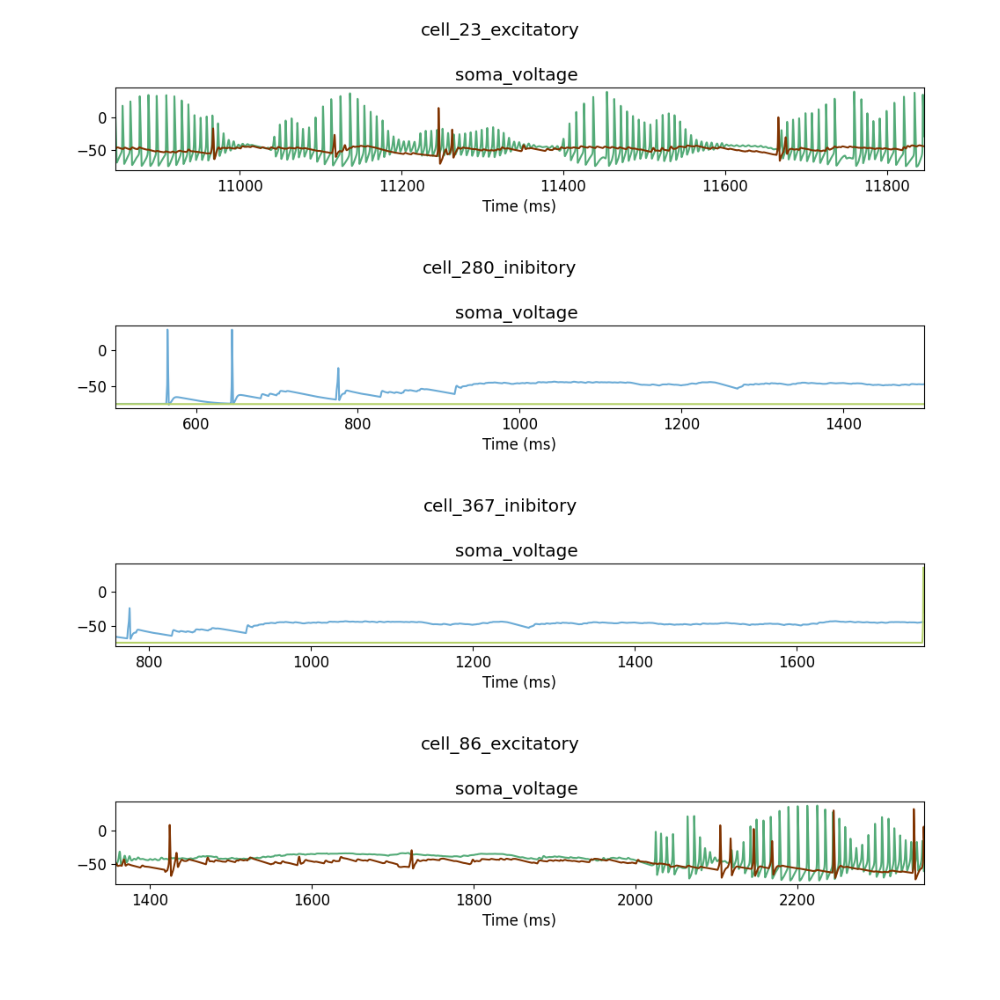 cell_23_excitatory
soma_voltage
0
−50
11000 11200 11400 11600 11800
Time (ms)
cell_280_inibitory
soma_voltage
0
−50
600 800 1000 1200 1400
Time (ms)
cell_367_inibitory
soma_voltage
0
−50
800 1000 1200 1400 1600
Time (ms)
cell_86_excitatory
soma_voltage
0
−50
1400 1600 1800 2000 2200
Time (ms)